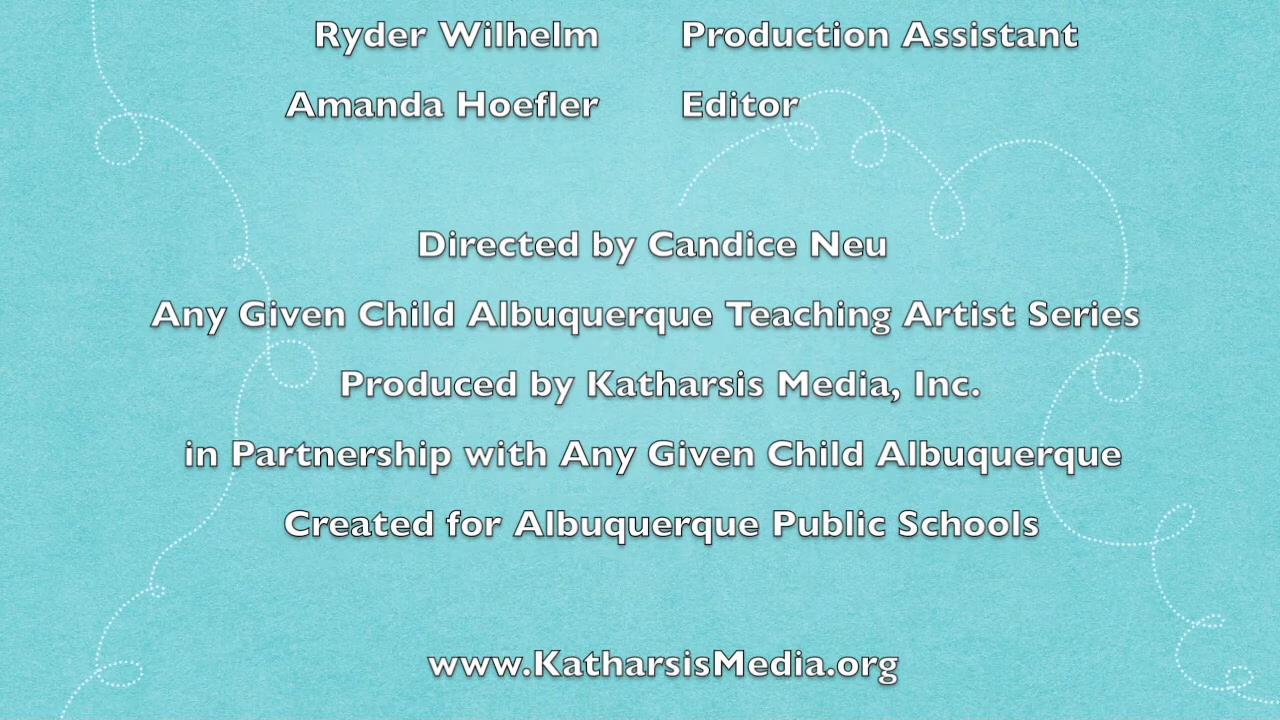 Ryder Wilhelm Production Assistant
Amanda Hoefler Editor
Directed by Candice Neu
Any Given Child Albuquerque Teaching Artist Series
Produced by Katharsis Media, Inc.
in Partnership with Any Given Child Albuquerque
Created for Albuquerque Public Schools
www.KatharsisMedia.org